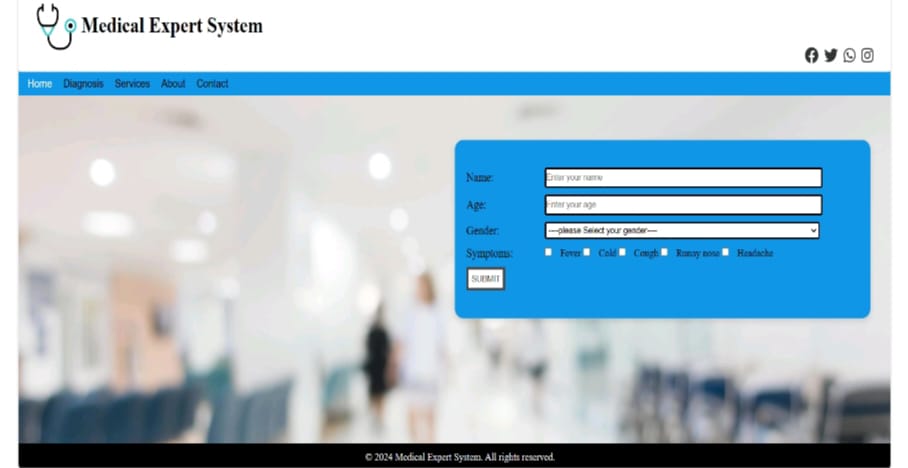 Medical Expert System
Home Diagnosis Services About Contact
Name: Enter your name
Age: Enter your age
Gender: ----please Select your gender----
Symptoms: Fever Cold Cough Runny nose Headache
SUBMIT
© 2024 Medical Expert System. All rights reserved.